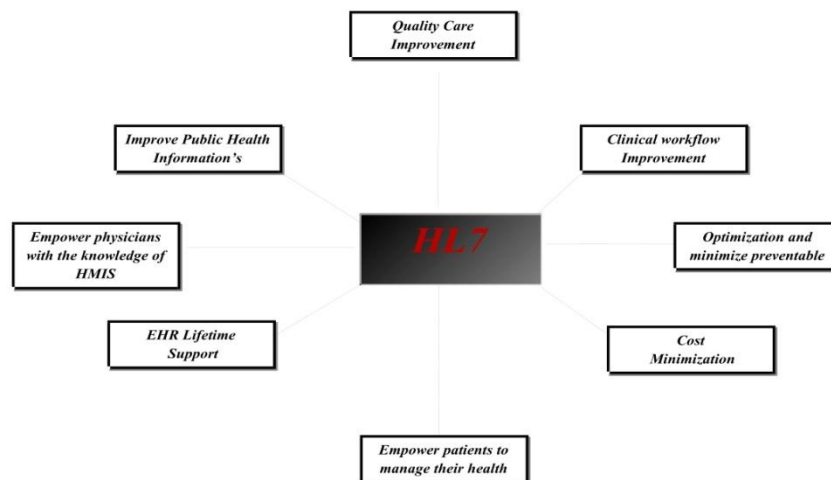 Quality Care
Improvement
Improve Public Health
Information's
Clinical workflow
Improvement
HL7
Empower physicians
with the knowledge of
HMIS
Optimization and
minimize preventable
EHR Lifetime
Support
Cost
Minimization
Empower patients to
manage their health